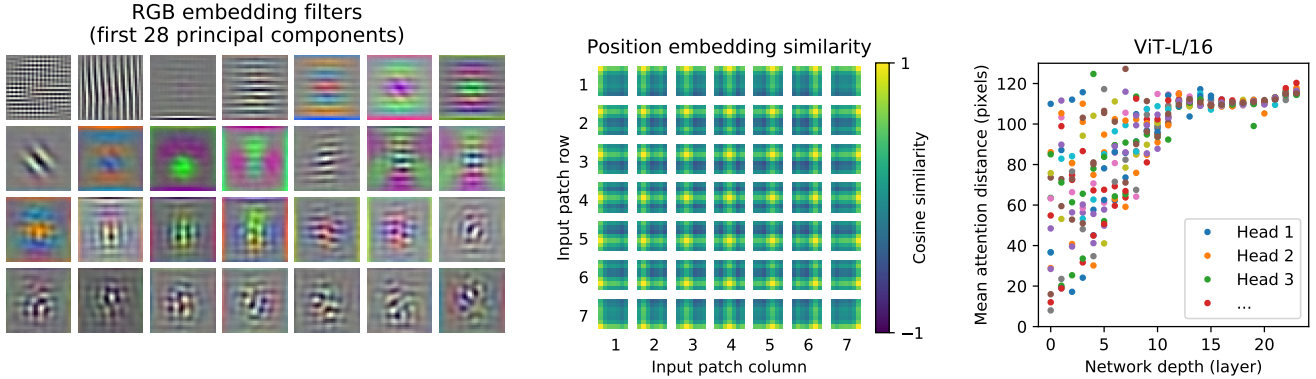 RGB embedding filters
(first 28 principal components)
Position embedding similarity
1
2
3
4
5
6
7
Input patch row
1
2
3
4
5
6
7
Input patch column
1
−1
Cosine similarity
ViT-L/16
120
100
80
60
40
20
0
Mean attention distance (pixels)
Head 1
Head 2
Head 3
...
0
5
10
15
20
Network depth (layer)